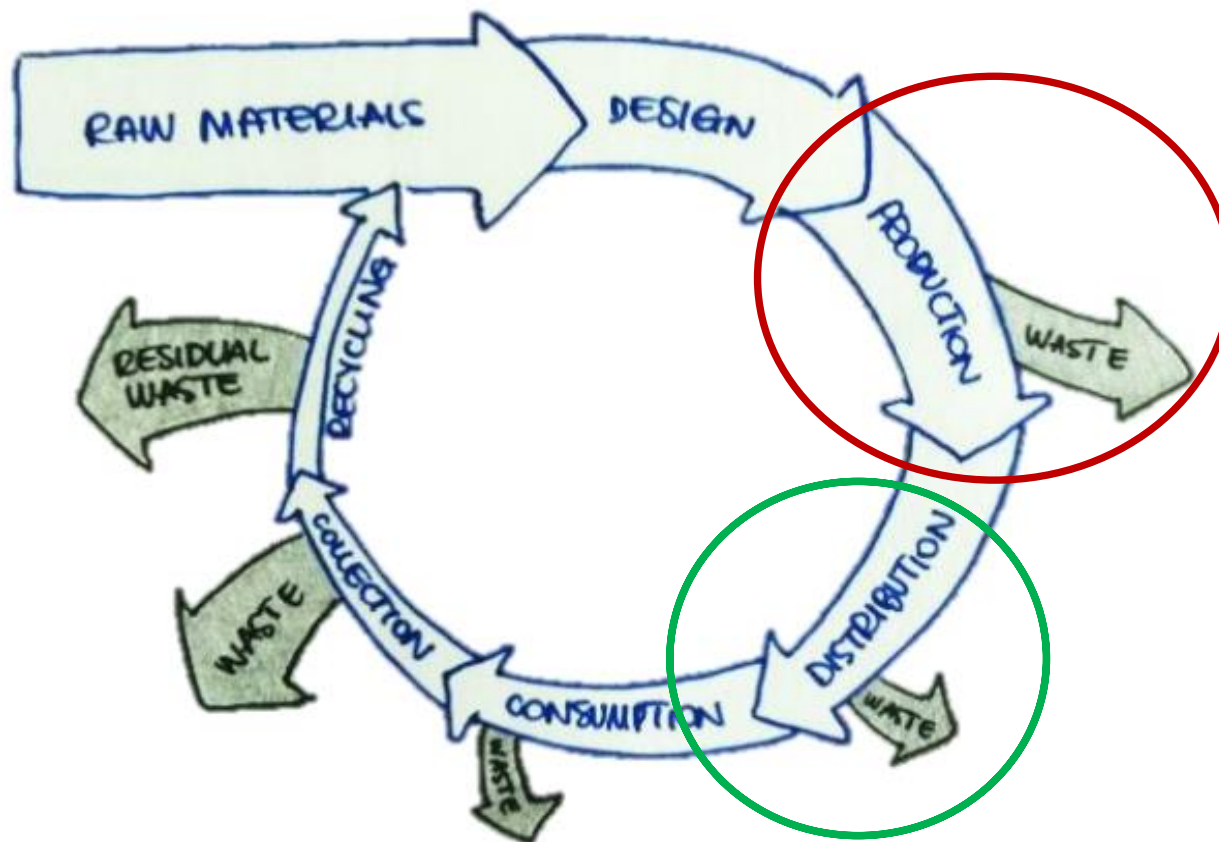 RAW MATERIALS
DESIGN
PRODUCTION
WASTE
DISTRIBUTION
WASTE
CONSUMPTION
WASTE
COLLECTION
WASTE
RECYCLING
RESIDUAL
WASTE